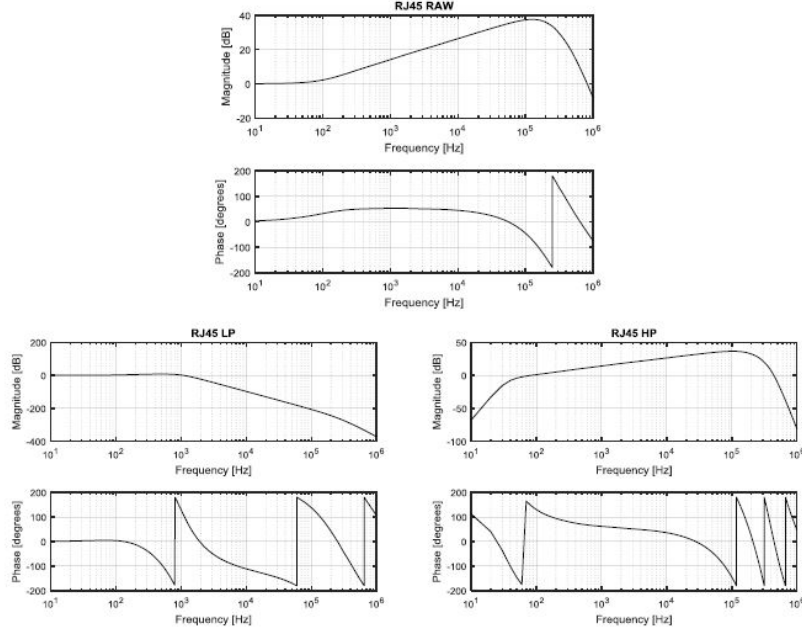 RJ45 RAW
40
20
0
-20
Magnitude [dB]
10^1 10^2 10^3 10^4 10^5 10^6
Frequency [Hz]
200
100
0
-100
-200
Phase [degrees]
10^1 10^2 10^3 10^4 10^5 10^6
Frequency [Hz]
RJ45 LP
200
0
-200
-400
Magnitude [dB]
10^1 10^2 10^3 10^4 10^5 10^6
Frequency [Hz]
200
100
0
-100
-200
Phase [degrees]
10^1 10^2 10^3 10^4 10^5 10^6
Frequency [Hz]
RJ45 HP
50
0
-50
-100
Magnitude [dB]
10^1 10^2 10^3 10^4 10^5 10^6
Frequency [Hz]
200
100
0
-100
-200
Phase [degrees]
10^1 10^2 10^3 10^4 10^5 10^6
Frequency [Hz]